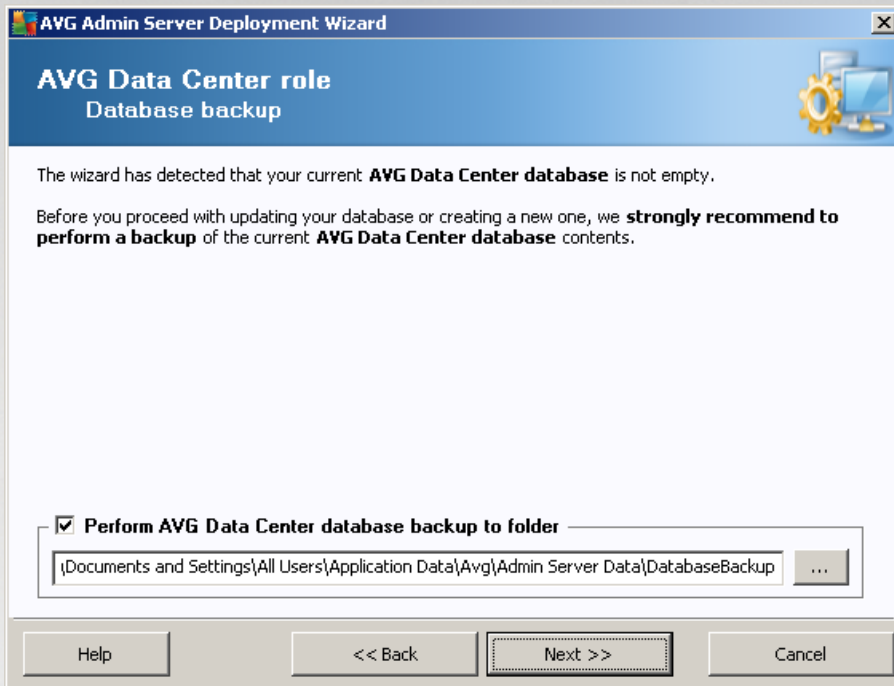 AVG Admin Server Deployment Wizard
AVG Data Center role
Database backup
The wizard has detected that your current AVG Data Center database is not empty.
Before you proceed with updating your database or creating a new one, we strongly recommend to
perform a backup of the current AVG Data Center database contents.
Perform AVG Data Center database backup to folder
\Documents and Settings\All Users\Application Data\Avg\Admin Server Data\DatabaseBackup
...
Help
<< Back
Next >>
Cancel